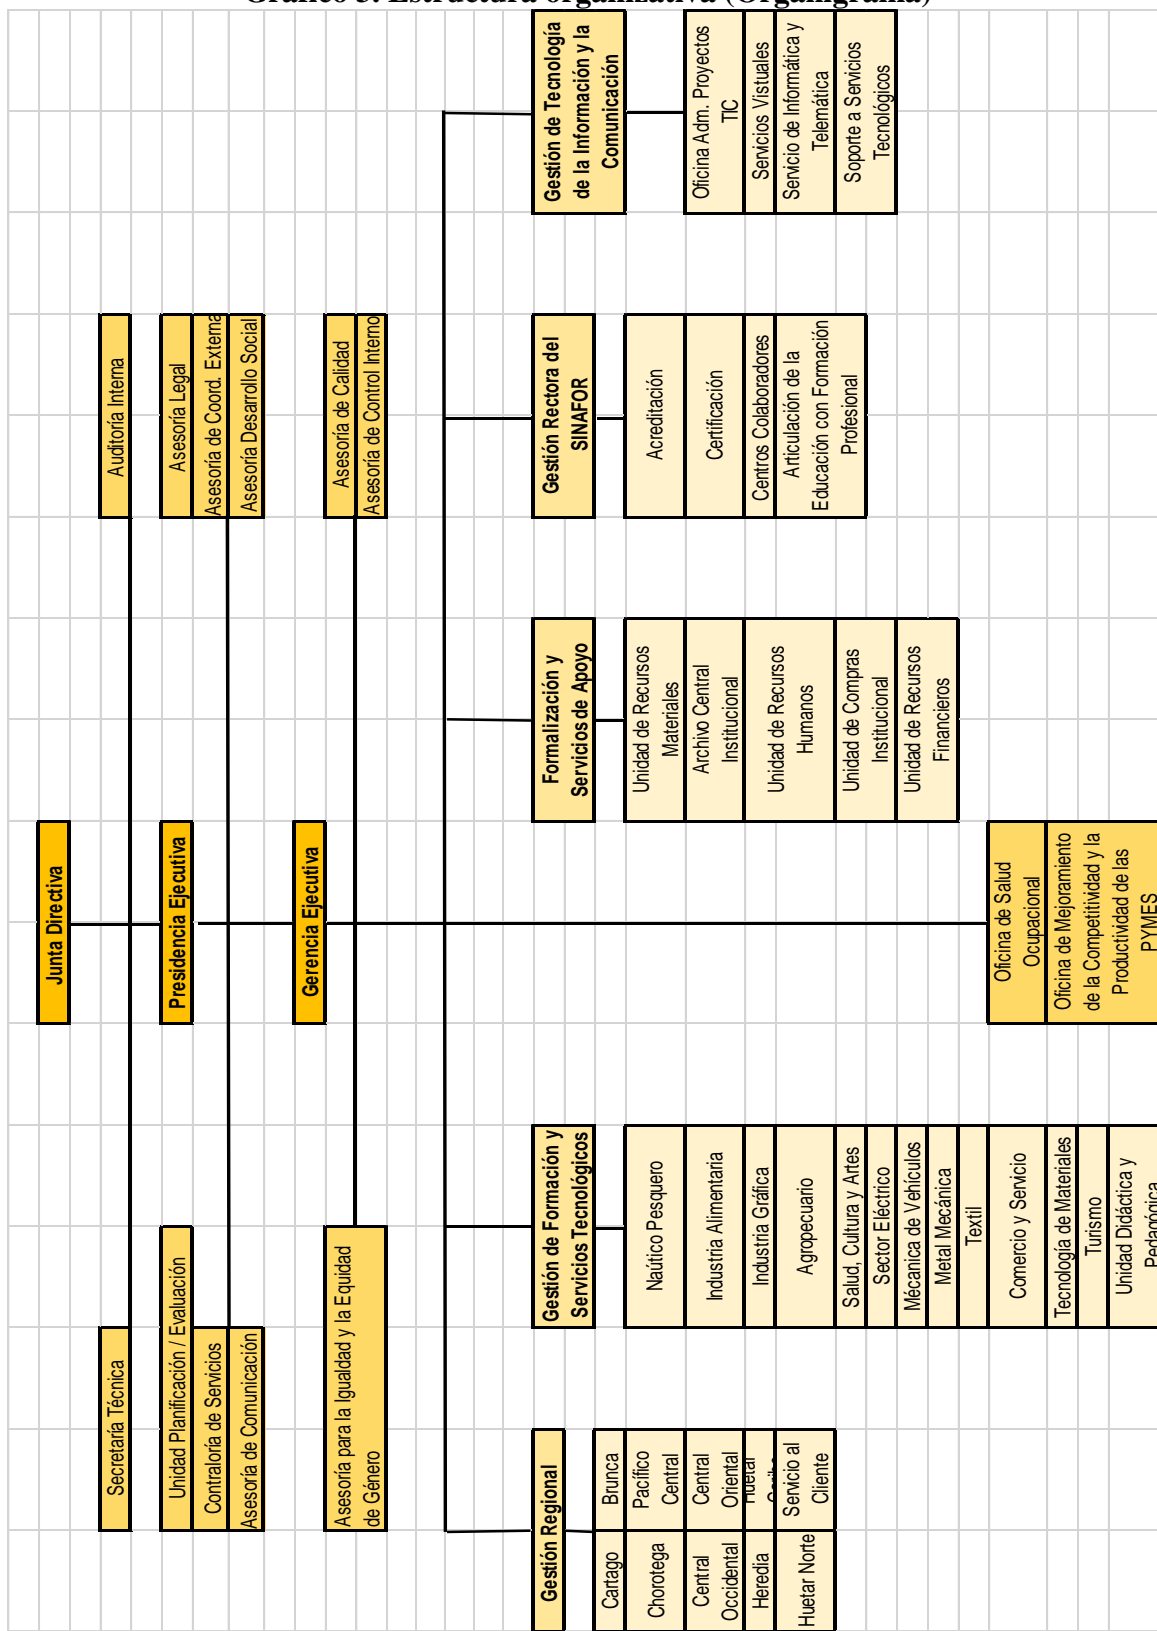 Gráfico 3. Estructura organizativa (Organigrama)
Junta Directiva
Secretaría Técnica
Auditoría Interna
Presidencia Ejecutiva
Unidad Planificación / Evaluación
Contraloría de Servicios
Asesoría de Comunicación
Asesoría Legal
Asesoría de Coord. Externa
Asesoría Desarrollo Social
Gerencia Ejecutiva
Asesoría para la Igualdad y la Equidad
de Género
Asesoría de Calidad
Asesoría de Control Interno
Gestión Regional
Cartago
Brunca
Chorotega
Pacífico
Central
Central
Occidental
Central
Oriental
Heredia
Huetar
Huetar Norte
Servicio al
Cliente
Gestión de Formación y
Servicios Tecnológicos
Naútico Pesquero
Industria Alimentaria
Industria Gráfica
Agropecuario
Salud, Cultura y Artes
Sector Eléctrico
Mécanica de Vehículos
Metal Mecánica
Textil
Comercio y Servicio
Tecnología de Materiales
Turismo
Unidad Didáctica y
Pedagógica
Oficina de Salud
Ocupacional
Oficina de Mejoramiento
de la Competitividad y la
Productividad de las
PYMES
Formalización y
Servicios de Apoyo
Unidad de Recursos
Materiales
Archivo Central
Institucional
Unidad de Recursos
Humanos
Unidad de Compras
Institucional
Unidad de Recursos
Financieros
Gestión Rectora del
SINAFOR
Acreditación
Certificación
Centros Colaboradores
Articulación de la
Educación con Formación
Profesional
Gestión de Tecnología
de la Información y la
Comunicación
Oficina Adm. Proyectos
TIC
Servicios Vistuales
Servicio de Informática y
Telemática
Soporte a Servicios
Tecnológicos